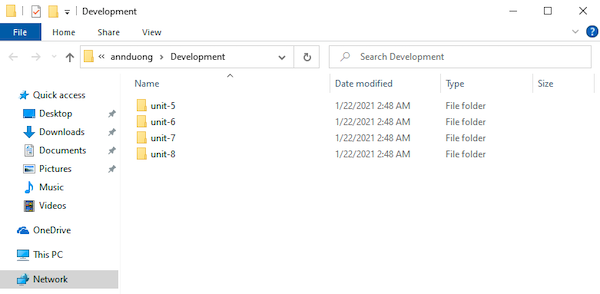 Development
File Home Share View
« annduong > Development Search Development
Name Date modified Type Size
Quick access
Desktop
Downloads
Documents
Pictures
Music
Videos
OneDrive
This PC
Network
unit-5 1/22/2021 2:48 AM File folder
unit-6 1/22/2021 2:48 AM File folder
unit-7 1/22/2021 2:48 AM File folder
unit-8 1/22/2021 2:48 AM File folder